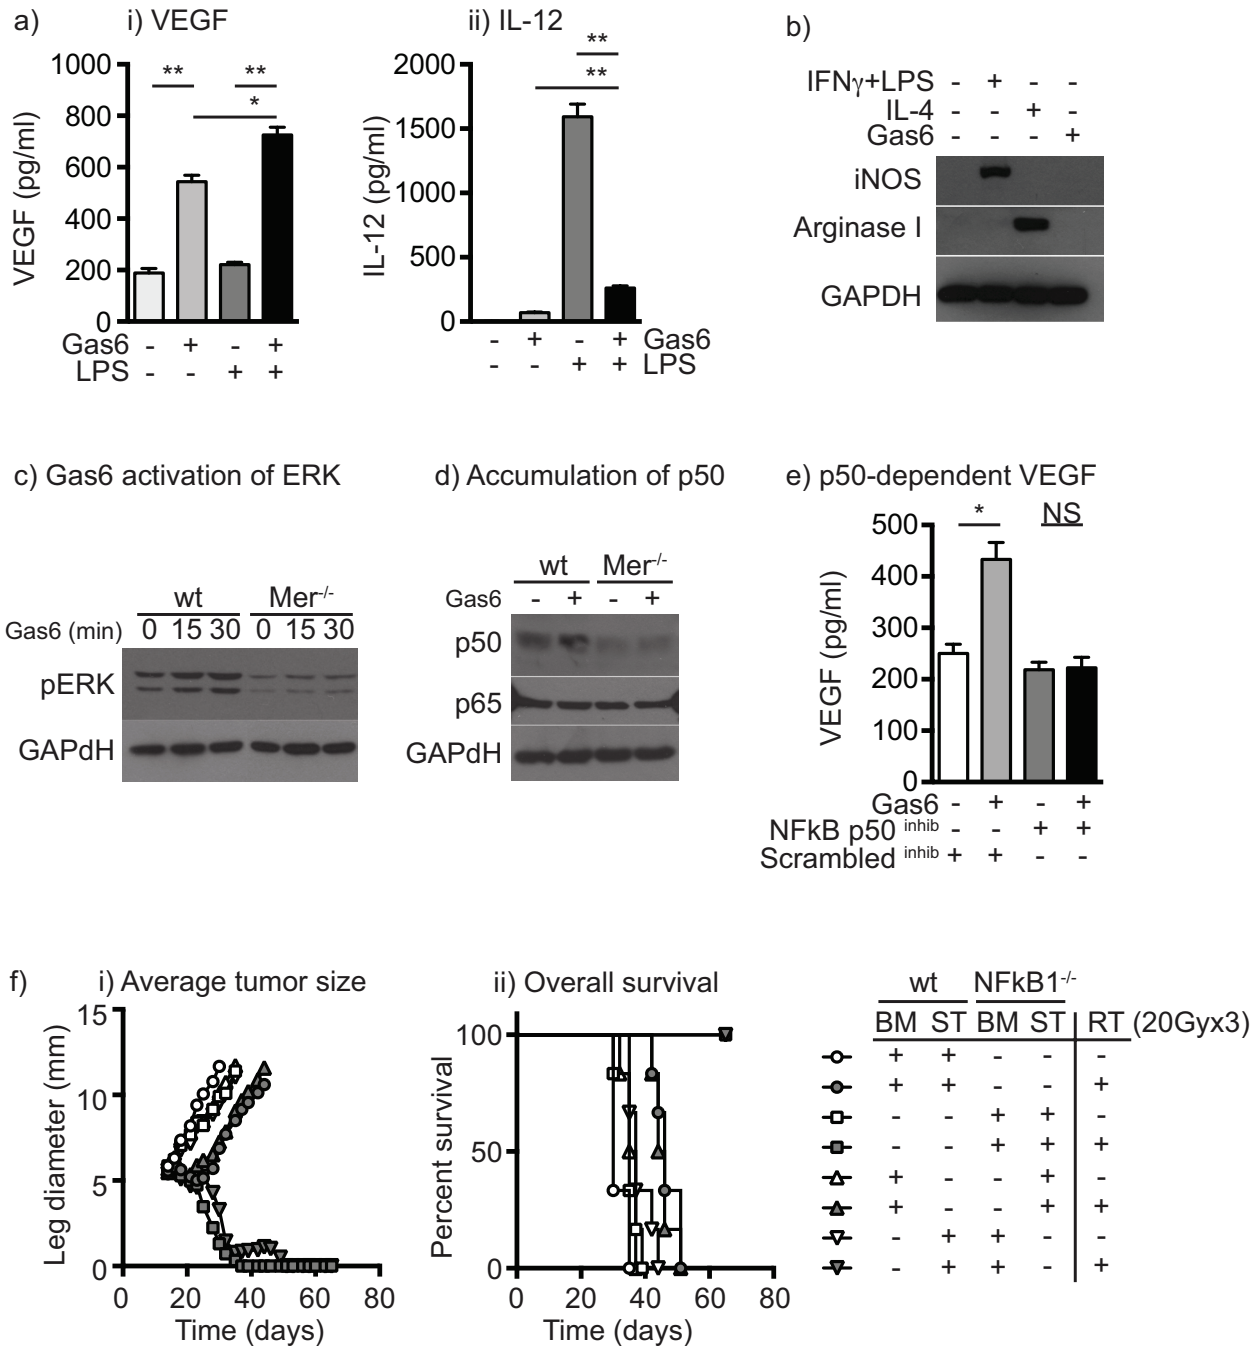 a) i) VEGF ii) IL-12 b)
VEGF (pg/ml)
1000
800
600
400
200
0
** **
*
Gas6 - + - +
LPS - - + +
IL-12 (pg/ml)
2000
1500
1000
500
0
**
**
- + - + Gas6
- - + + LPS
IFNγ+LPS - + - -
IL-4 - - + -
Gas6 - - - +
iNOS
Arginase I
GAPDH
c) Gas6 activation of ERK
wt Mer-/-
Gas6 (min) 0 15 30 0 15 30
pERK
GAPdH
d) Accumulation of p50
wt Mer-/-
Gas6 - + - +
p50
p65
GAPdH
e) p50-dependent VEGF
* NS
VEGF (pg/ml)
500
400
300
200
100
0
Gas6 - + - +
NFkB p50 inhib - - + +
Scrambled inhib + + - -
f) i) Average tumor size
Leg diameter (mm)
15
10
5
0
0 20 40 60 80
Time (days)
ii) Overall survival
Percent survival
100
50
0
0 20 40 60 80
Time (days)
wt NFkB1-/-
BM ST BM ST RT (20Gyx3)
+ + - - -
+ + - - +
- - + + -
- - + + +
+ - - + -
+ - - + +
- + + - -
- + + - +